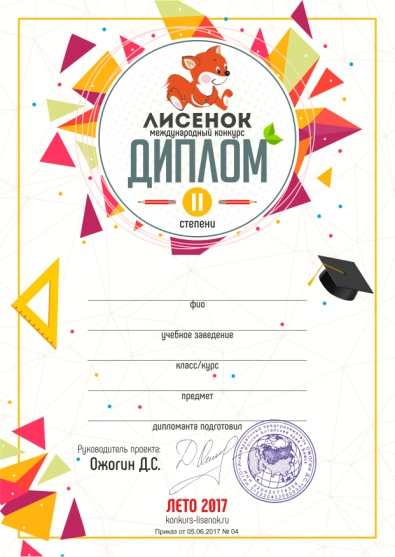 ЛИСЕНОК
международный конкурс
ДИПЛОМ
II
степени
фио
учебное заведение
класс/курс
предмет
дипломанта подготовил
Руководитель проекта:
Ожогин Д.С.
ЛЕТО 2017
konkurs-lisenok.ru
Приказ от 05.06.2017 № 04